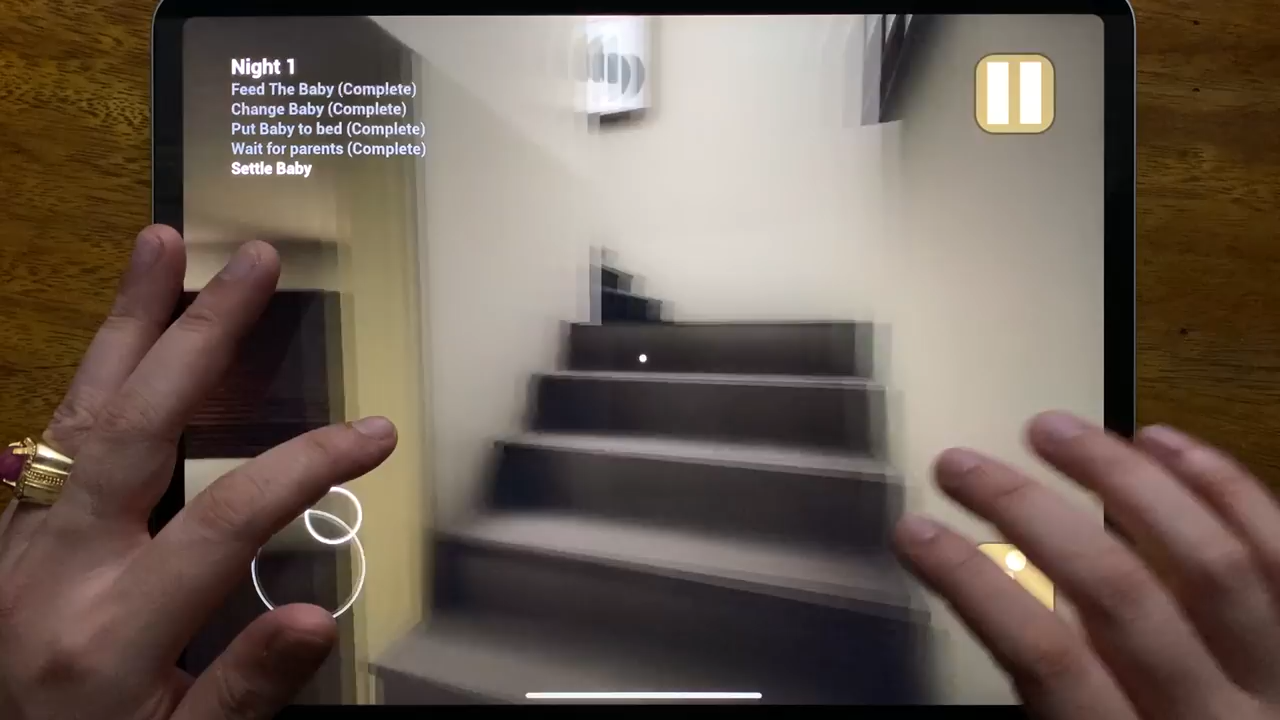 Night 1
Feed The Baby (Complete)
Change Baby (Complete)
Put Baby to bed (Complete)
Wait for parents (Complete)
Settle Baby